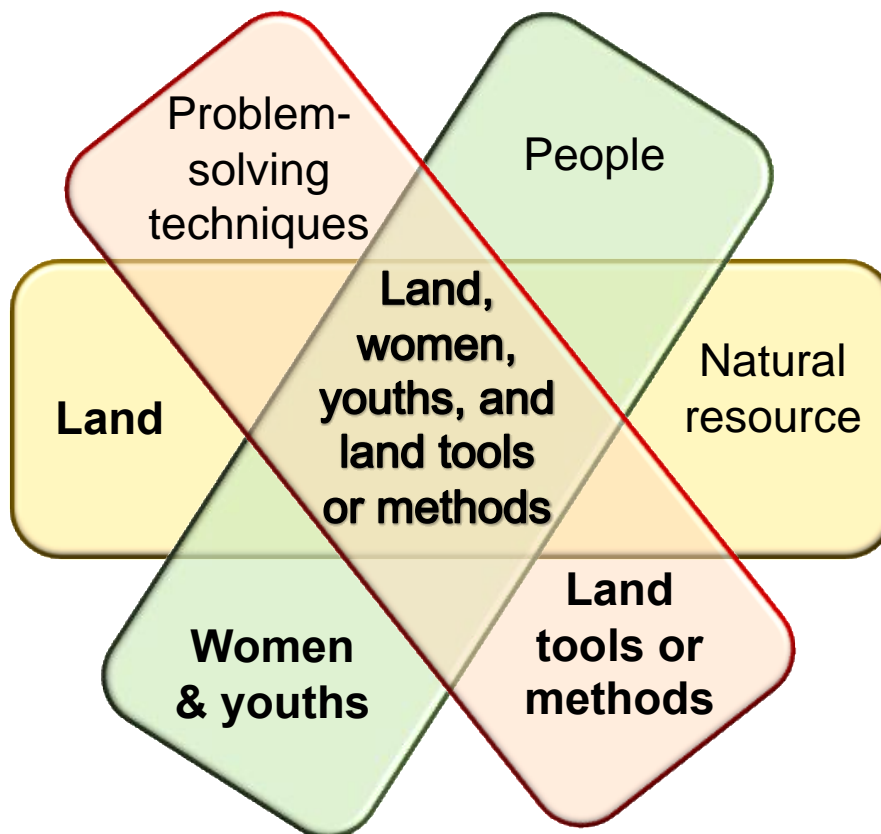 Problem-
solving
techniques
People
Land,
women,
youths, and
land tools
or methods
Land
Natural
resource
Women
& youths
Land
tools or
methods